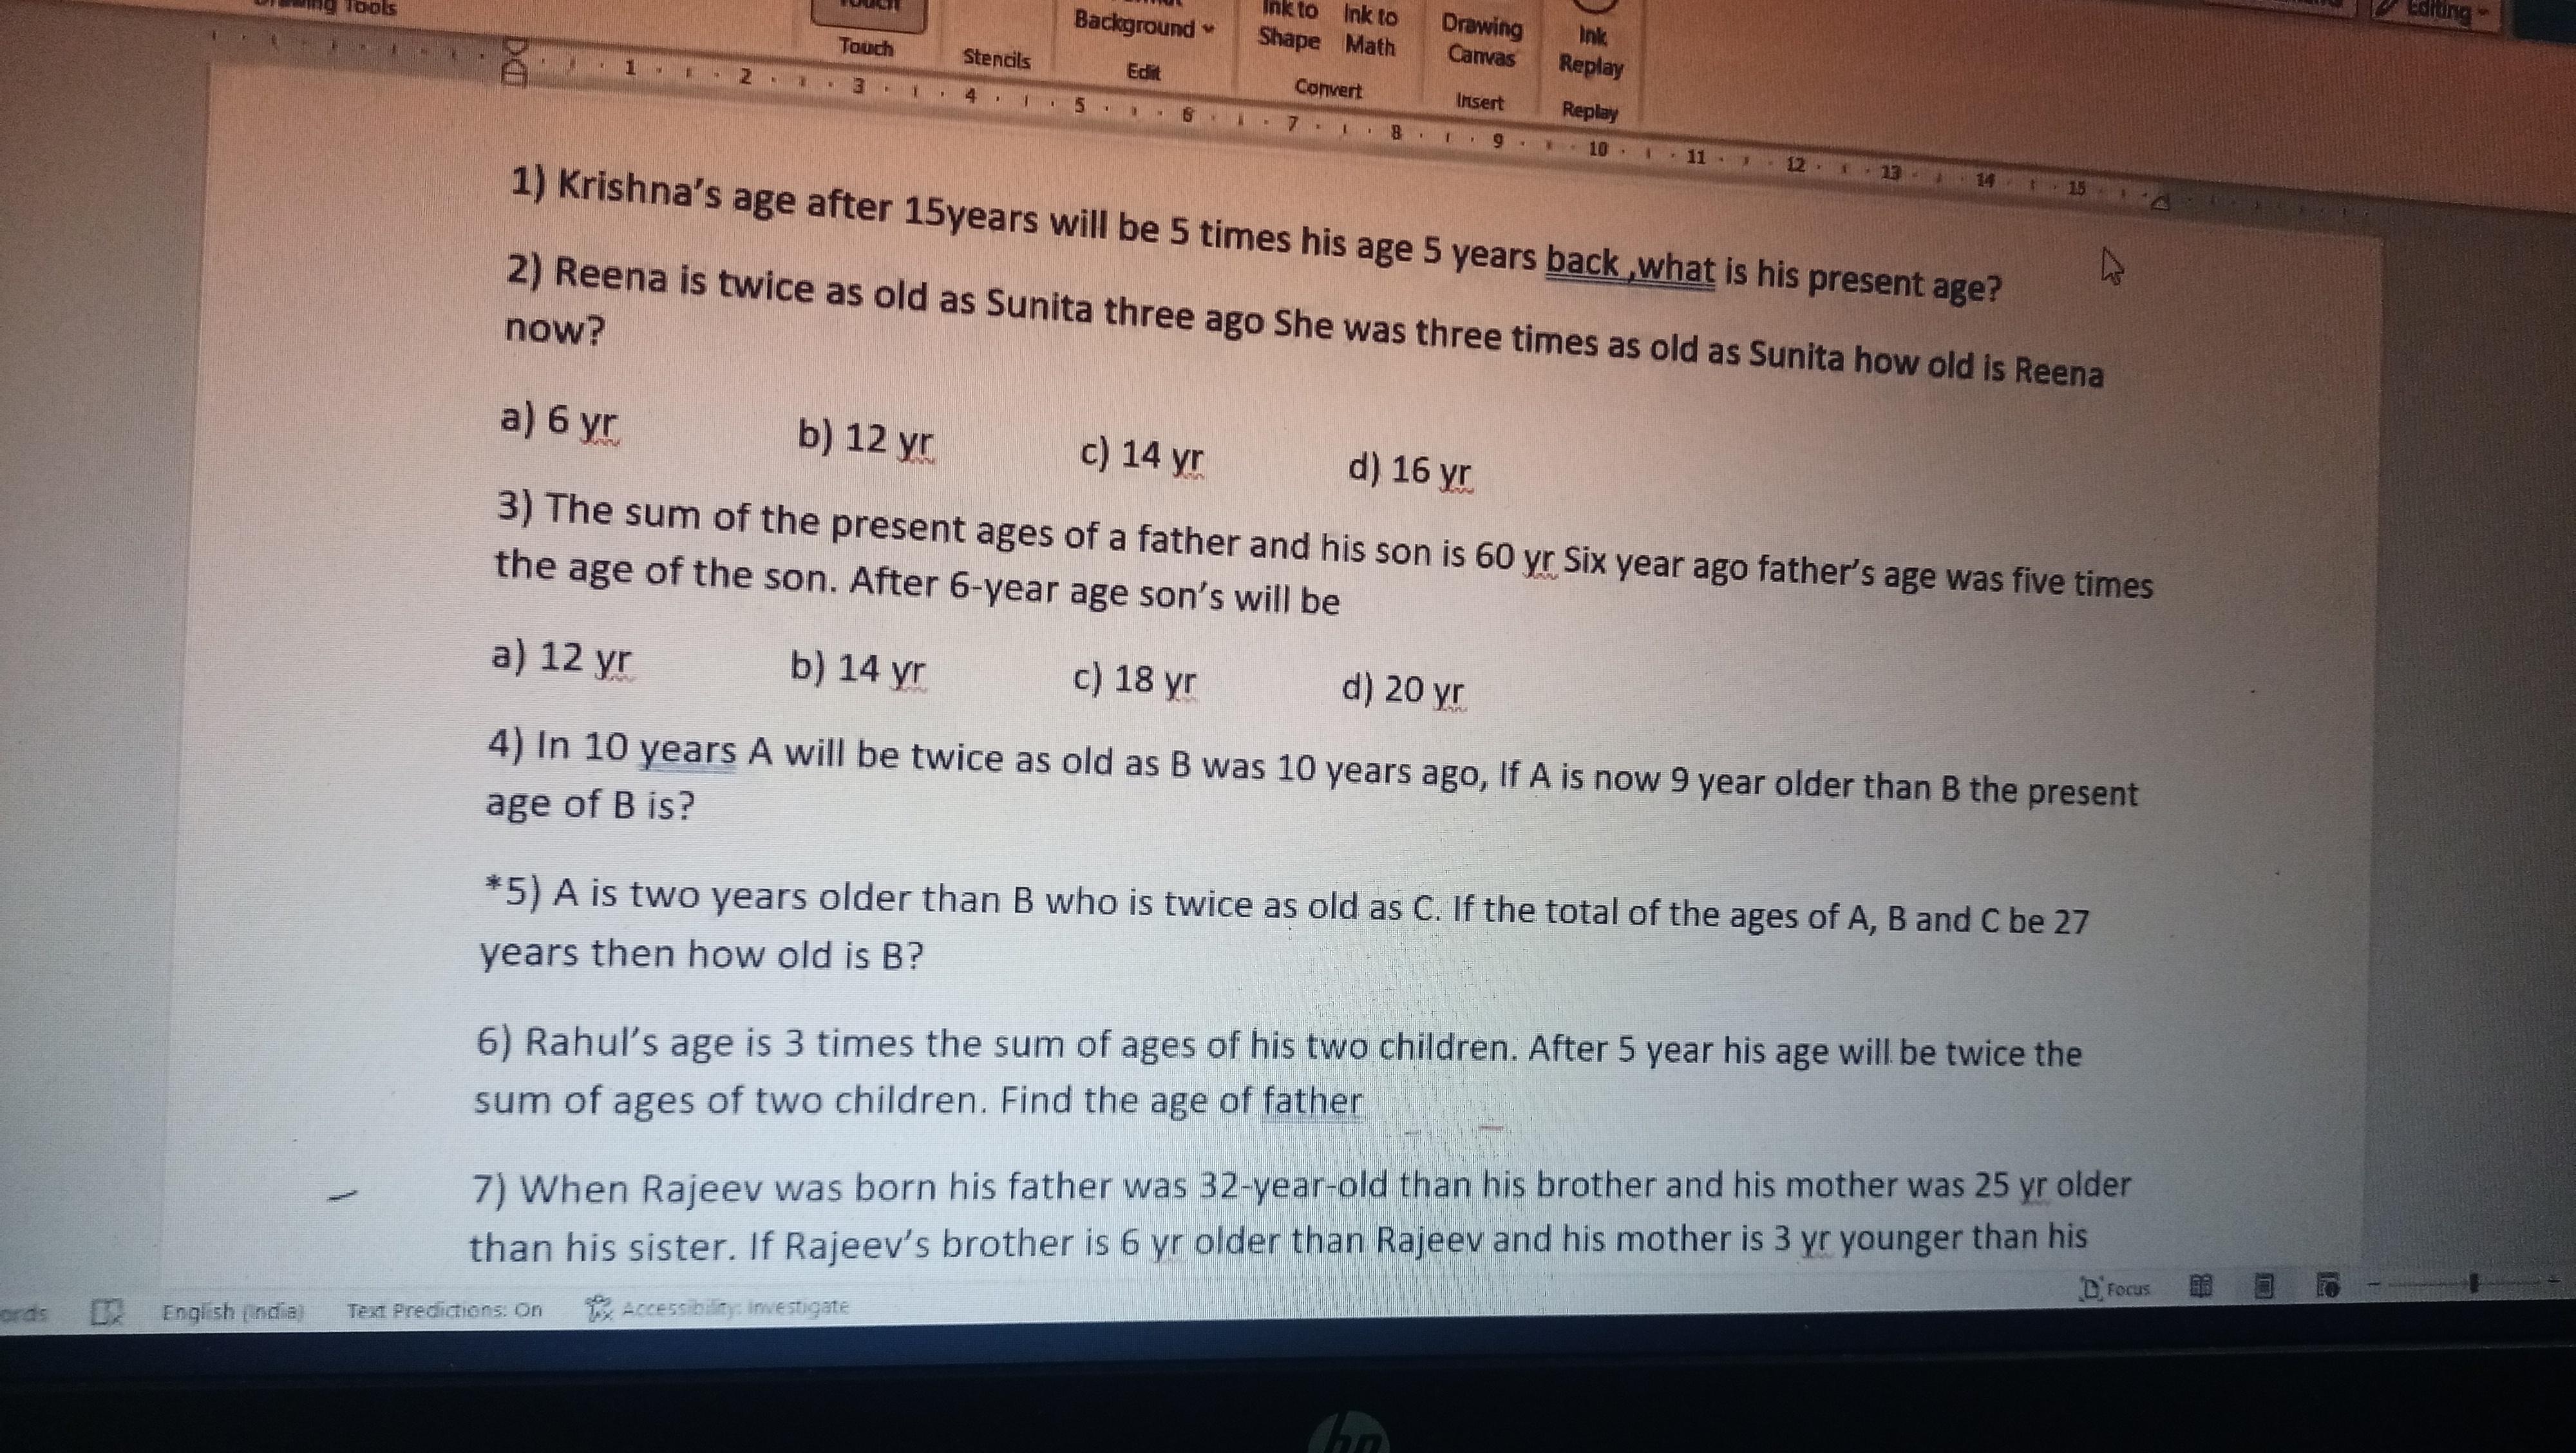 Drawing Tools
Touch Stencils Edit Convert Insert Replay
Background Ink to Shape Ink to Math Drawing Canvas Ink Replay
Editing
1 2 3 4 5 6 7 8 9 10 11 12 13 14 15
1) Krishna's age after 15years will be 5 times his age 5 years back ,what is his present age?
2) Reena is twice as old as Sunita three ago She was three times as old as Sunita how old is Reena
now?
a) 6 yr b) 12 yr c) 14 yr d) 16 yr
3) The sum of the present ages of a father and his son is 60 yr Six year ago father's age was five times
the age of the son. After 6-year age son's will be
a) 12 yr b) 14 yr c) 18 yr d) 20 yr
4) In 10 years A will be twice as old as B was 10 years ago, If A is now 9 year older than B the present
age of B is?
*5) A is two years older than B who is twice as old as C. If the total of the ages of A, B and C be 27
years then how old is B?
6) Rahul's age is 3 times the sum of ages of his two children. After 5 year his age will be twice the
sum of ages of two children. Find the age of father
7) When Rajeev was born his father was 32-year-old than his brother and his mother was 25 yr older
than his sister. If Rajeev's brother is 6 yr older than Rajeev and his mother is 3 yr younger than his
English (India) Text Predictions: On Accessibility: Investigate Focus
hp